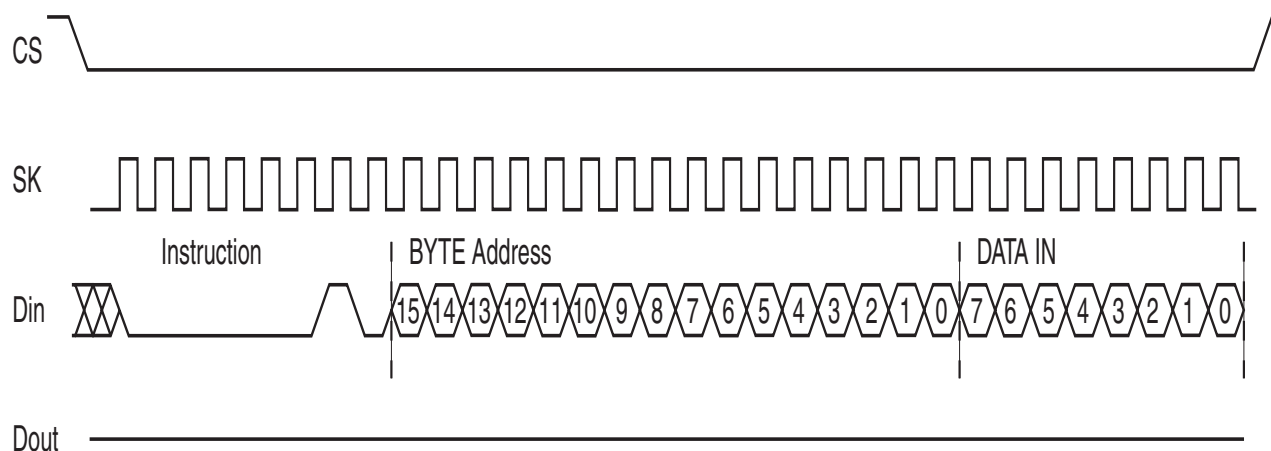 CS
SK
Instruction BYTE Address DATA IN
Din 15 14 13 12 11 10 9 8 7 6 5 4 3 2 1 0 7 6 5 4 3 2 1 0
Dout